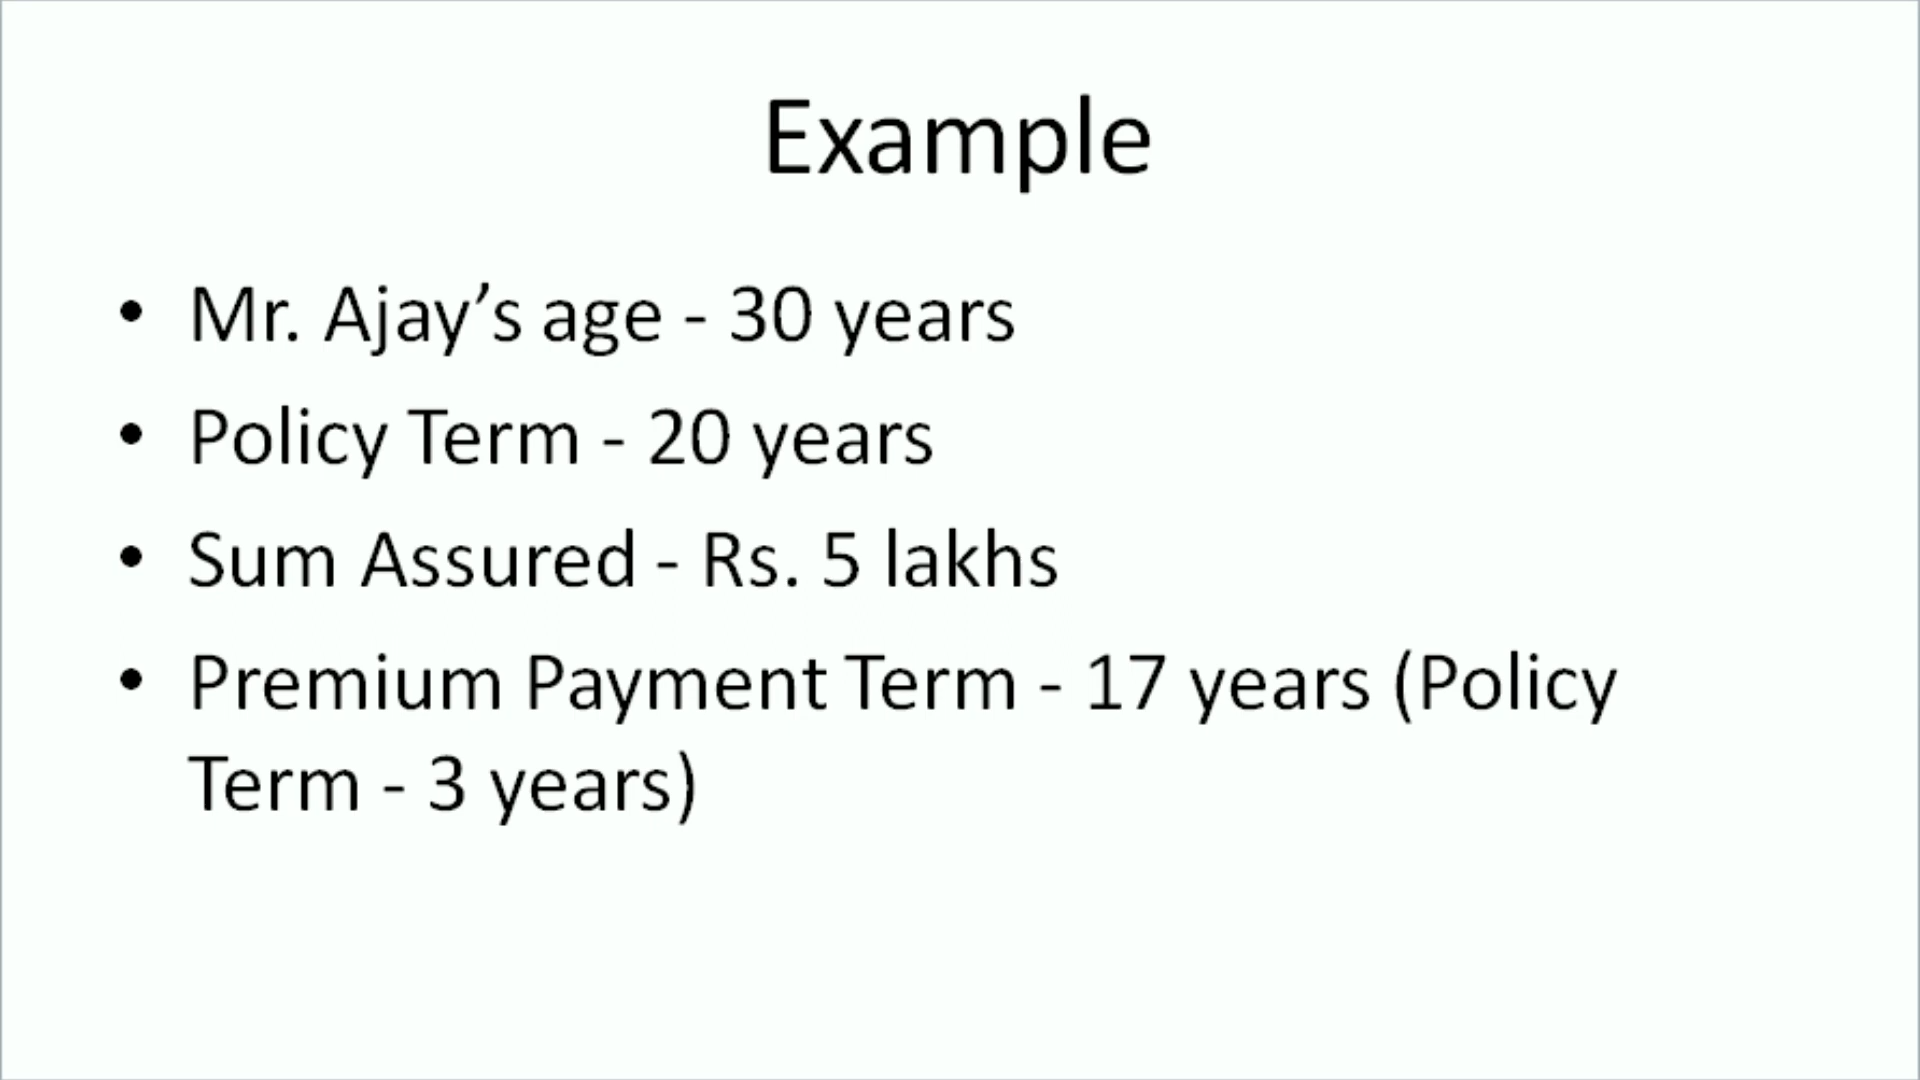 Example
• Mr. Ajay’s age - 30 years
• Policy Term - 20 years
• Sum Assured - Rs. 5 lakhs
• Premium Payment Term - 17 years (Policy
Term - 3 years)